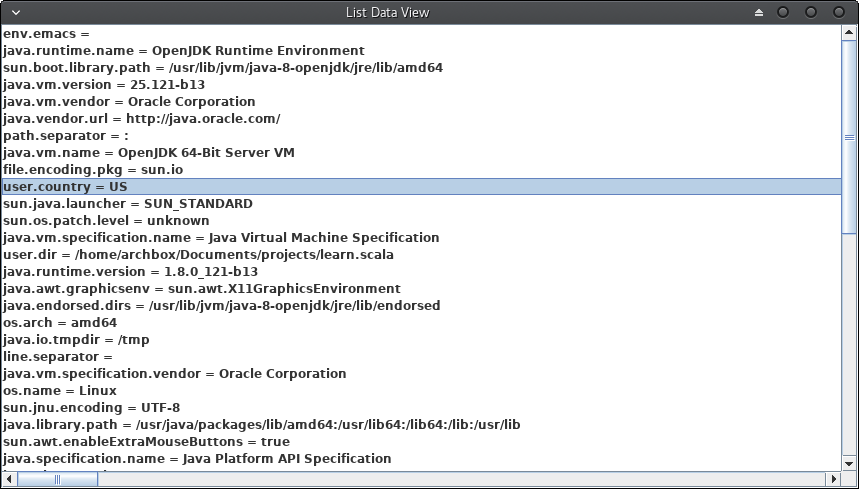 List Data View
env.emacs =
java.runtime.name = OpenJDK Runtime Environment
sun.boot.library.path = /usr/lib/jvm/java-8-openjdk/jre/lib/amd64
java.vm.version = 25.121-b13
java.vm.vendor = Oracle Corporation
java.vendor.url = http://java.oracle.com/
path.separator = :
java.vm.name = OpenJDK 64-Bit Server VM
file.encoding.pkg = sun.io
user.country = US
sun.java.launcher = SUN_STANDARD
sun.os.patch.level = unknown
java.vm.specification.name = Java Virtual Machine Specification
user.dir = /home/archbox/Documents/projects/learn.scala
java.runtime.version = 1.8.0_121-b13
java.awt.graphicsenv = sun.awt.X11GraphicsEnvironment
java.endorsed.dirs = /usr/lib/jvm/java-8-openjdk/jre/lib/endorsed
os.arch = amd64
java.io.tmpdir = /tmp
line.separator =
java.vm.specification.vendor = Oracle Corporation
os.name = Linux
sun.jnu.encoding = UTF-8
java.library.path = /usr/java/packages/lib/amd64:/usr/lib64:/lib64:/lib:/usr/lib
sun.awt.enableExtraMouseButtons = true
java.specification.name = Java Platform API Specification